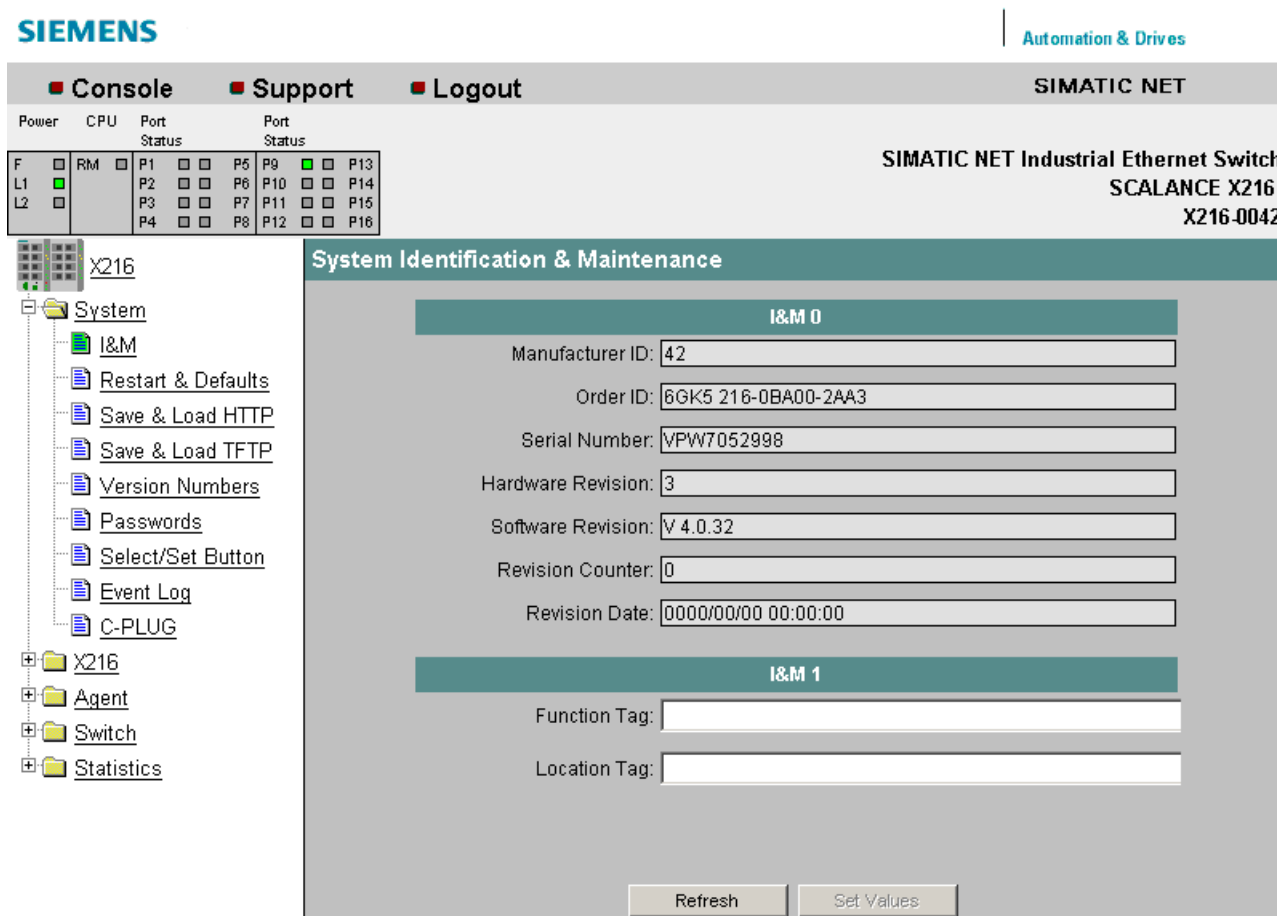 SIEMENS
Automation & Drives
Console Support Logout SIMATIC NET
Power CPU Port Status Port Status
F RM P1 P5 P9 P13
L1 P2 P6 P10 P14
L2 P3 P7 P11 P15
P4 P8 P12 P16
SIMATIC NET Industrial Ethernet Switch
SCALANCE X216
X216-0042
X216
System
I&M
Restart & Defaults
Save & Load HTTP
Save & Load TFTP
Version Numbers
Passwords
Select/Set Button
Event Log
C-PLUG
X216
Agent
Switch
Statistics
System Identification & Maintenance
I&M 0
Manufacturer ID: 42
Order ID: 6GK5 216-0BA00-2AA3
Serial Number: VPW7052998
Hardware Revision: 3
Software Revision: V 4.0.32
Revision Counter: 0
Revision Date: 0000/00/00 00:00:00
I&M 1
Function Tag:
Location Tag:
Refresh Set Values